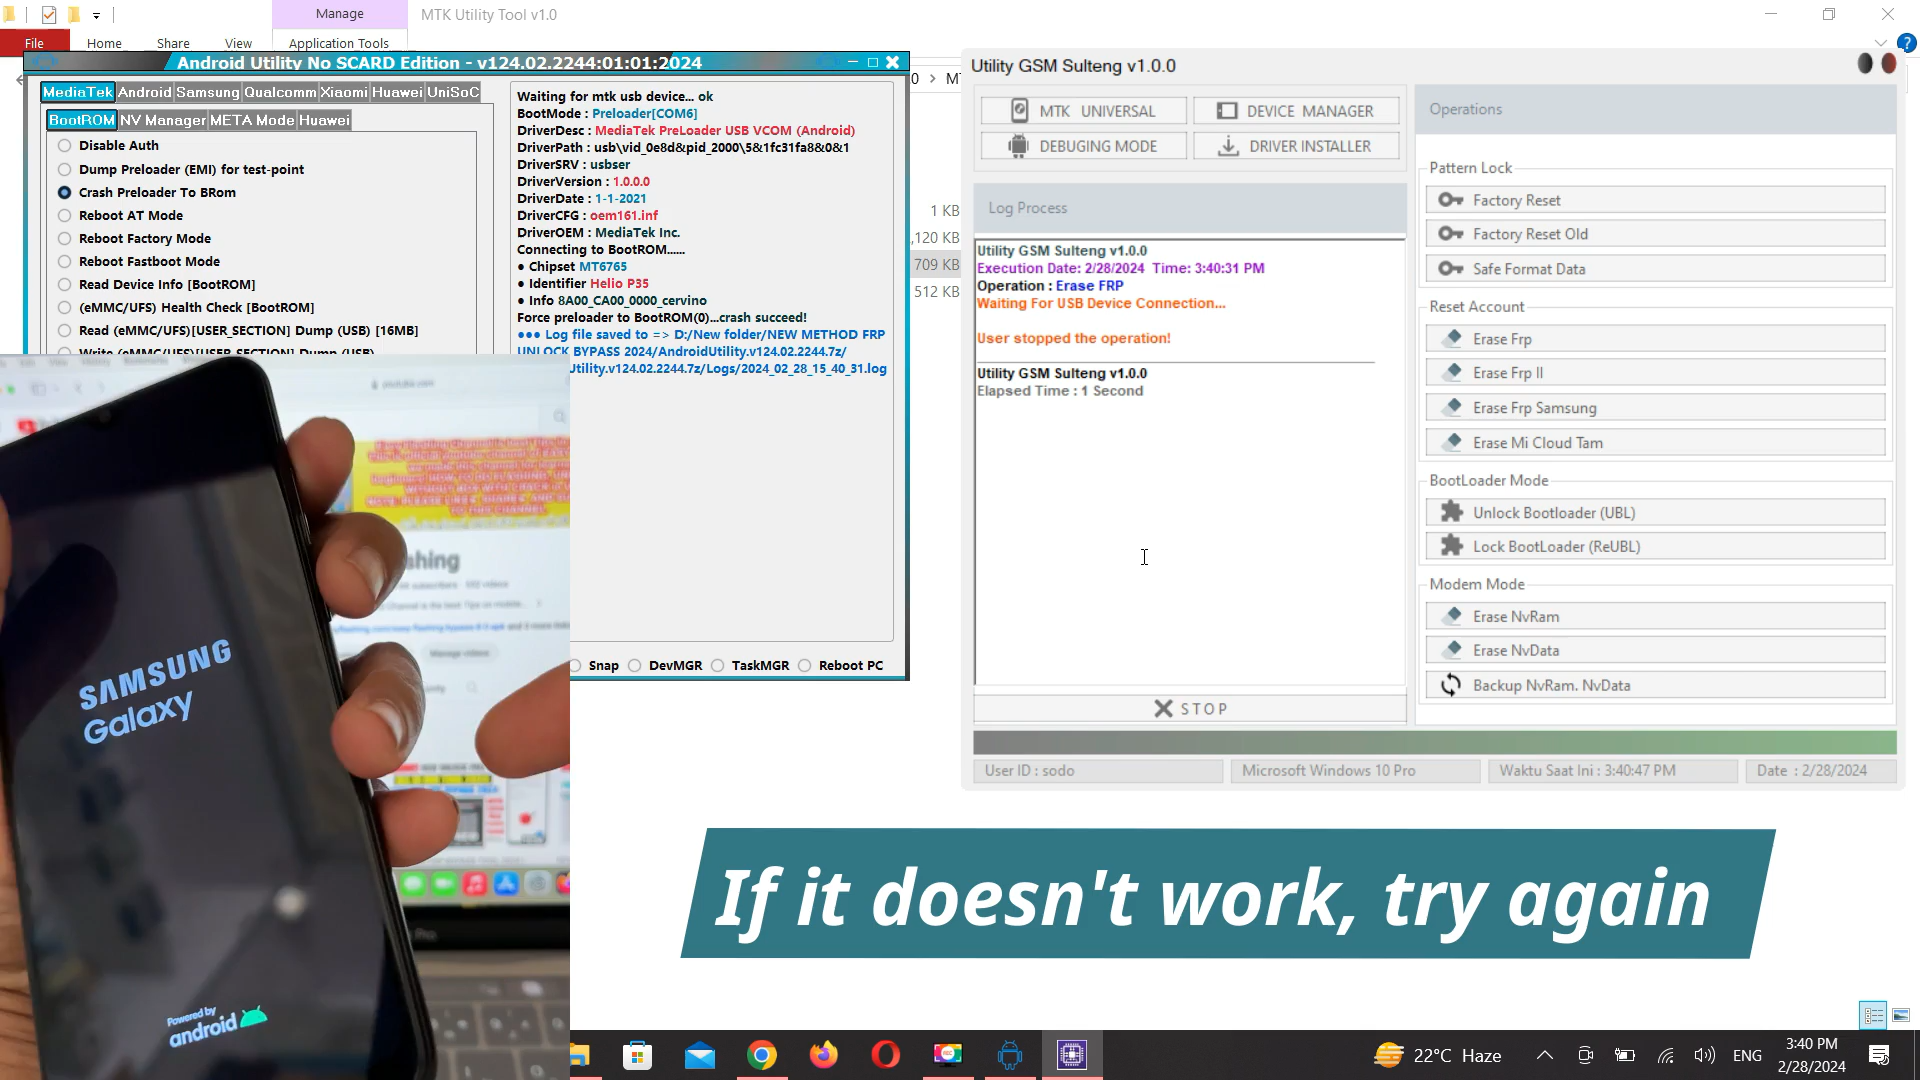 Manage
MTK Utility Tool v1.0
File
Home
Share
View
Application Tools
Android Utility No SCARD Edition - v124.02.2244:01:01:2024
MediaTek
Android
Samsung
Qualcomm
Xiaomi
Huawei
UniSoC
BootROM
NV Manager
META Mode
Huawei
Disable Auth
Dump Preloader (EMI) for test-point
Crash Preloader To BRom
Reboot AT Mode
Reboot Factory Mode
Reboot Fastboot Mode
Read Device Info [BootROM]
(eMMC/UFS) Health Check [BootROM]
Read (eMMC/UFS)[USER_SECTION] Dump (USB) [16MB]
Write (eMMC/UFS)[USER_SECTION] Dump (USB)
Waiting for mtk usb device... ok
BootMode : Preloader[COM6]
DriverDesc : MediaTek PreLoader USB VCOM (Android)
DriverPath : usb\vid_0e8d&pid_2000\5&1fc31fa8&0&1
DriverSRV : usbser
DriverVersion : 1.0.0.0
DriverDate : 1-1-2021
DriverCFG : oem161.inf
DriverOEM : MediaTek Inc.
Connecting to BootROM......
• Chipset MT6765
• Identifier Helio P35
• Info 8A00_CA00_0000_cervino
Force preloader to BootROM(0)...crash succeed!
••• Log file saved to => D:/New folder/NEW METHOD FRP
UNLOCK BYPASS 2024/AndroidUtility.v124.02.2244.7z/
Utility.v124.02.2244.7z/Logs/2024_02_28_15_40_31.log
Snap
DevMGR
TaskMGR
Reboot PC
0 > MT
1 KB
,120 KB
709 KB
512 KB
Utility GSM Sulteng v1.0.0
MTK UNIVERSAL
DEVICE MANAGER
DEBUGING MODE
DRIVER INSTALLER
Log Process
Utility GSM Sulteng v1.0.0
Execution Date: 2/28/2024 Time: 3:40:31 PM
Operation : Erase FRP
Waiting For USB Device Connection...
User stopped the operation!
Utility GSM Sulteng v1.0.0
Elapsed Time : 1 Second
STOP
Operations
Pattern Lock
Factory Reset
Factory Reset Old
Safe Format Data
Reset Account
Erase Frp
Erase Frp II
Erase Frp Samsung
Erase Mi Cloud Tam
BootLoader Mode
Unlock Bootloader (UBL)
Lock BootLoader (ReUBL)
Modem Mode
Erase NvRam
Erase NvData
Backup NvRam. NvData
User ID : sodo
Microsoft Windows 10 Pro
Waktu Saat Ini : 3:40:47 PM
Date : 2/28/2024
youtube.com
shing
Manage videos
SAMSUNG
Galaxy
Powered by
android
If it doesn't work, try again
22°C Haze
ENG
3:40 PM
2/28/2024